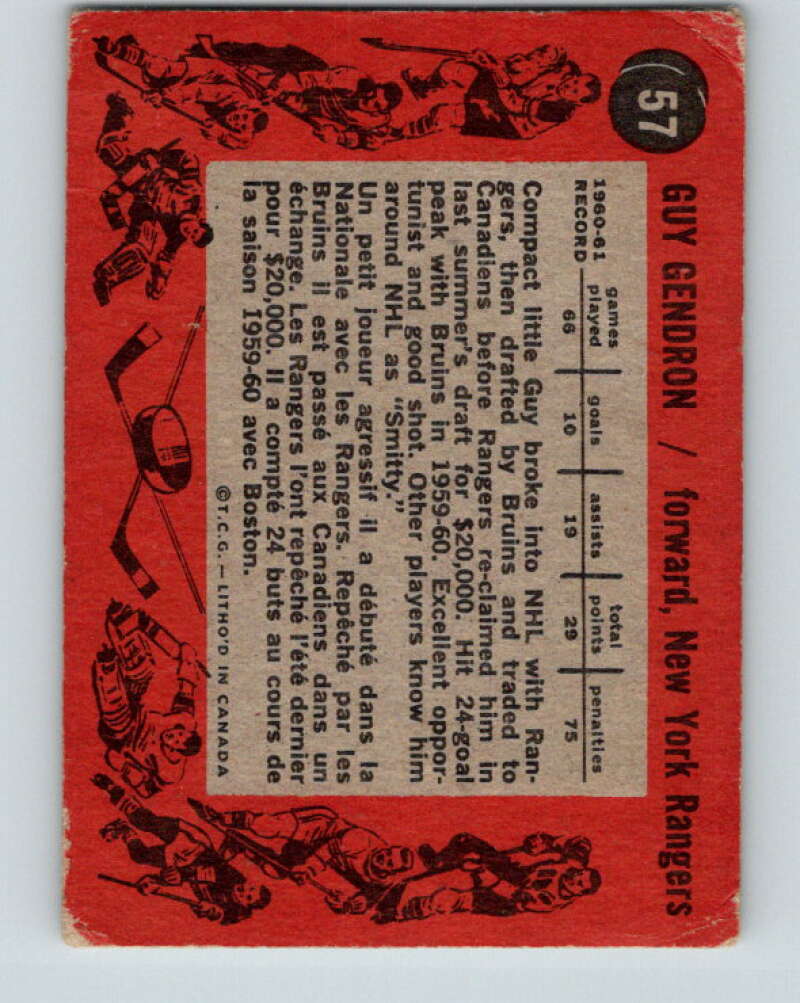 57
GUY GENDRON / forward, New York Rangers
1960-61 games total
RECORD played goals assists points penalties
66 10 19 29 75
Compact little Guy broke into NHL with Ran-
gers, then drafted by Bruins and traded to
Canadiens before Rangers re-claimed him in
last summer's draft for $20,000. Hit 24-goal
peak with Bruins in 1959-60. Excellent oppor-
tunist and good shot. Other players know him
around NHL as "Smitty."
Un petit joueur agressif il a débuté dans la
Nationale avec les Rangers. Repêché par les
Bruins il est passé aux Canadiens dans un
échange. Les Rangers l'ont repêché l'été dernier
pour $20,000. Il a compté 24 buts au cours de
la saison 1959-60 avec Boston.
©T.C.G. — LITHO'D IN CANADA